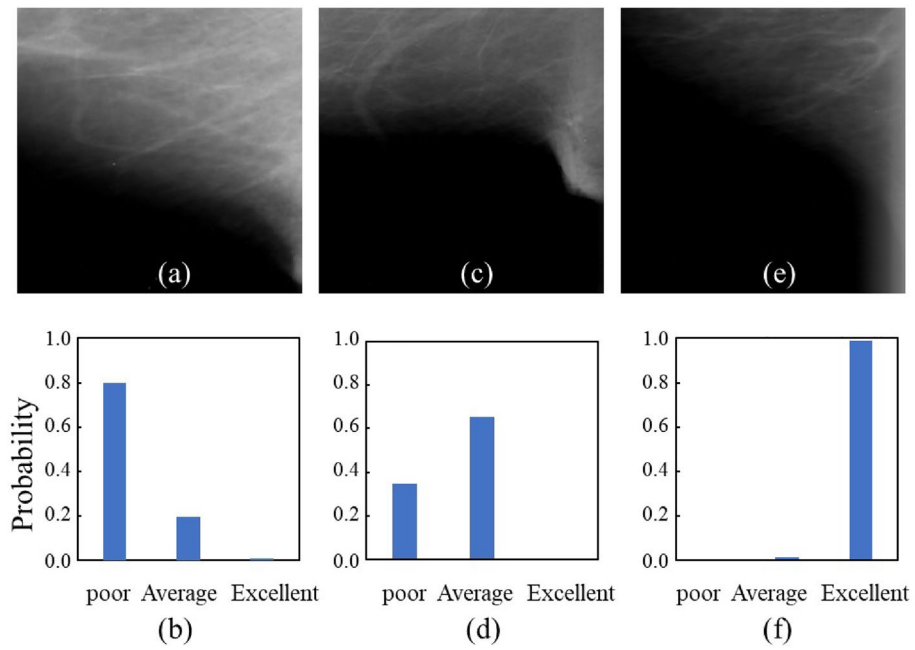 (a) (c) (e)
Probability
1.0 1.0 1.0
0.8 0.8 0.8
0.6 0.6 0.6
0.4 0.4 0.4
0.2 0.2 0.2
0.0 0.0 0.0
poor Average Excellent poor Average Excellent poor Average Excellent
(b) (d) (f)